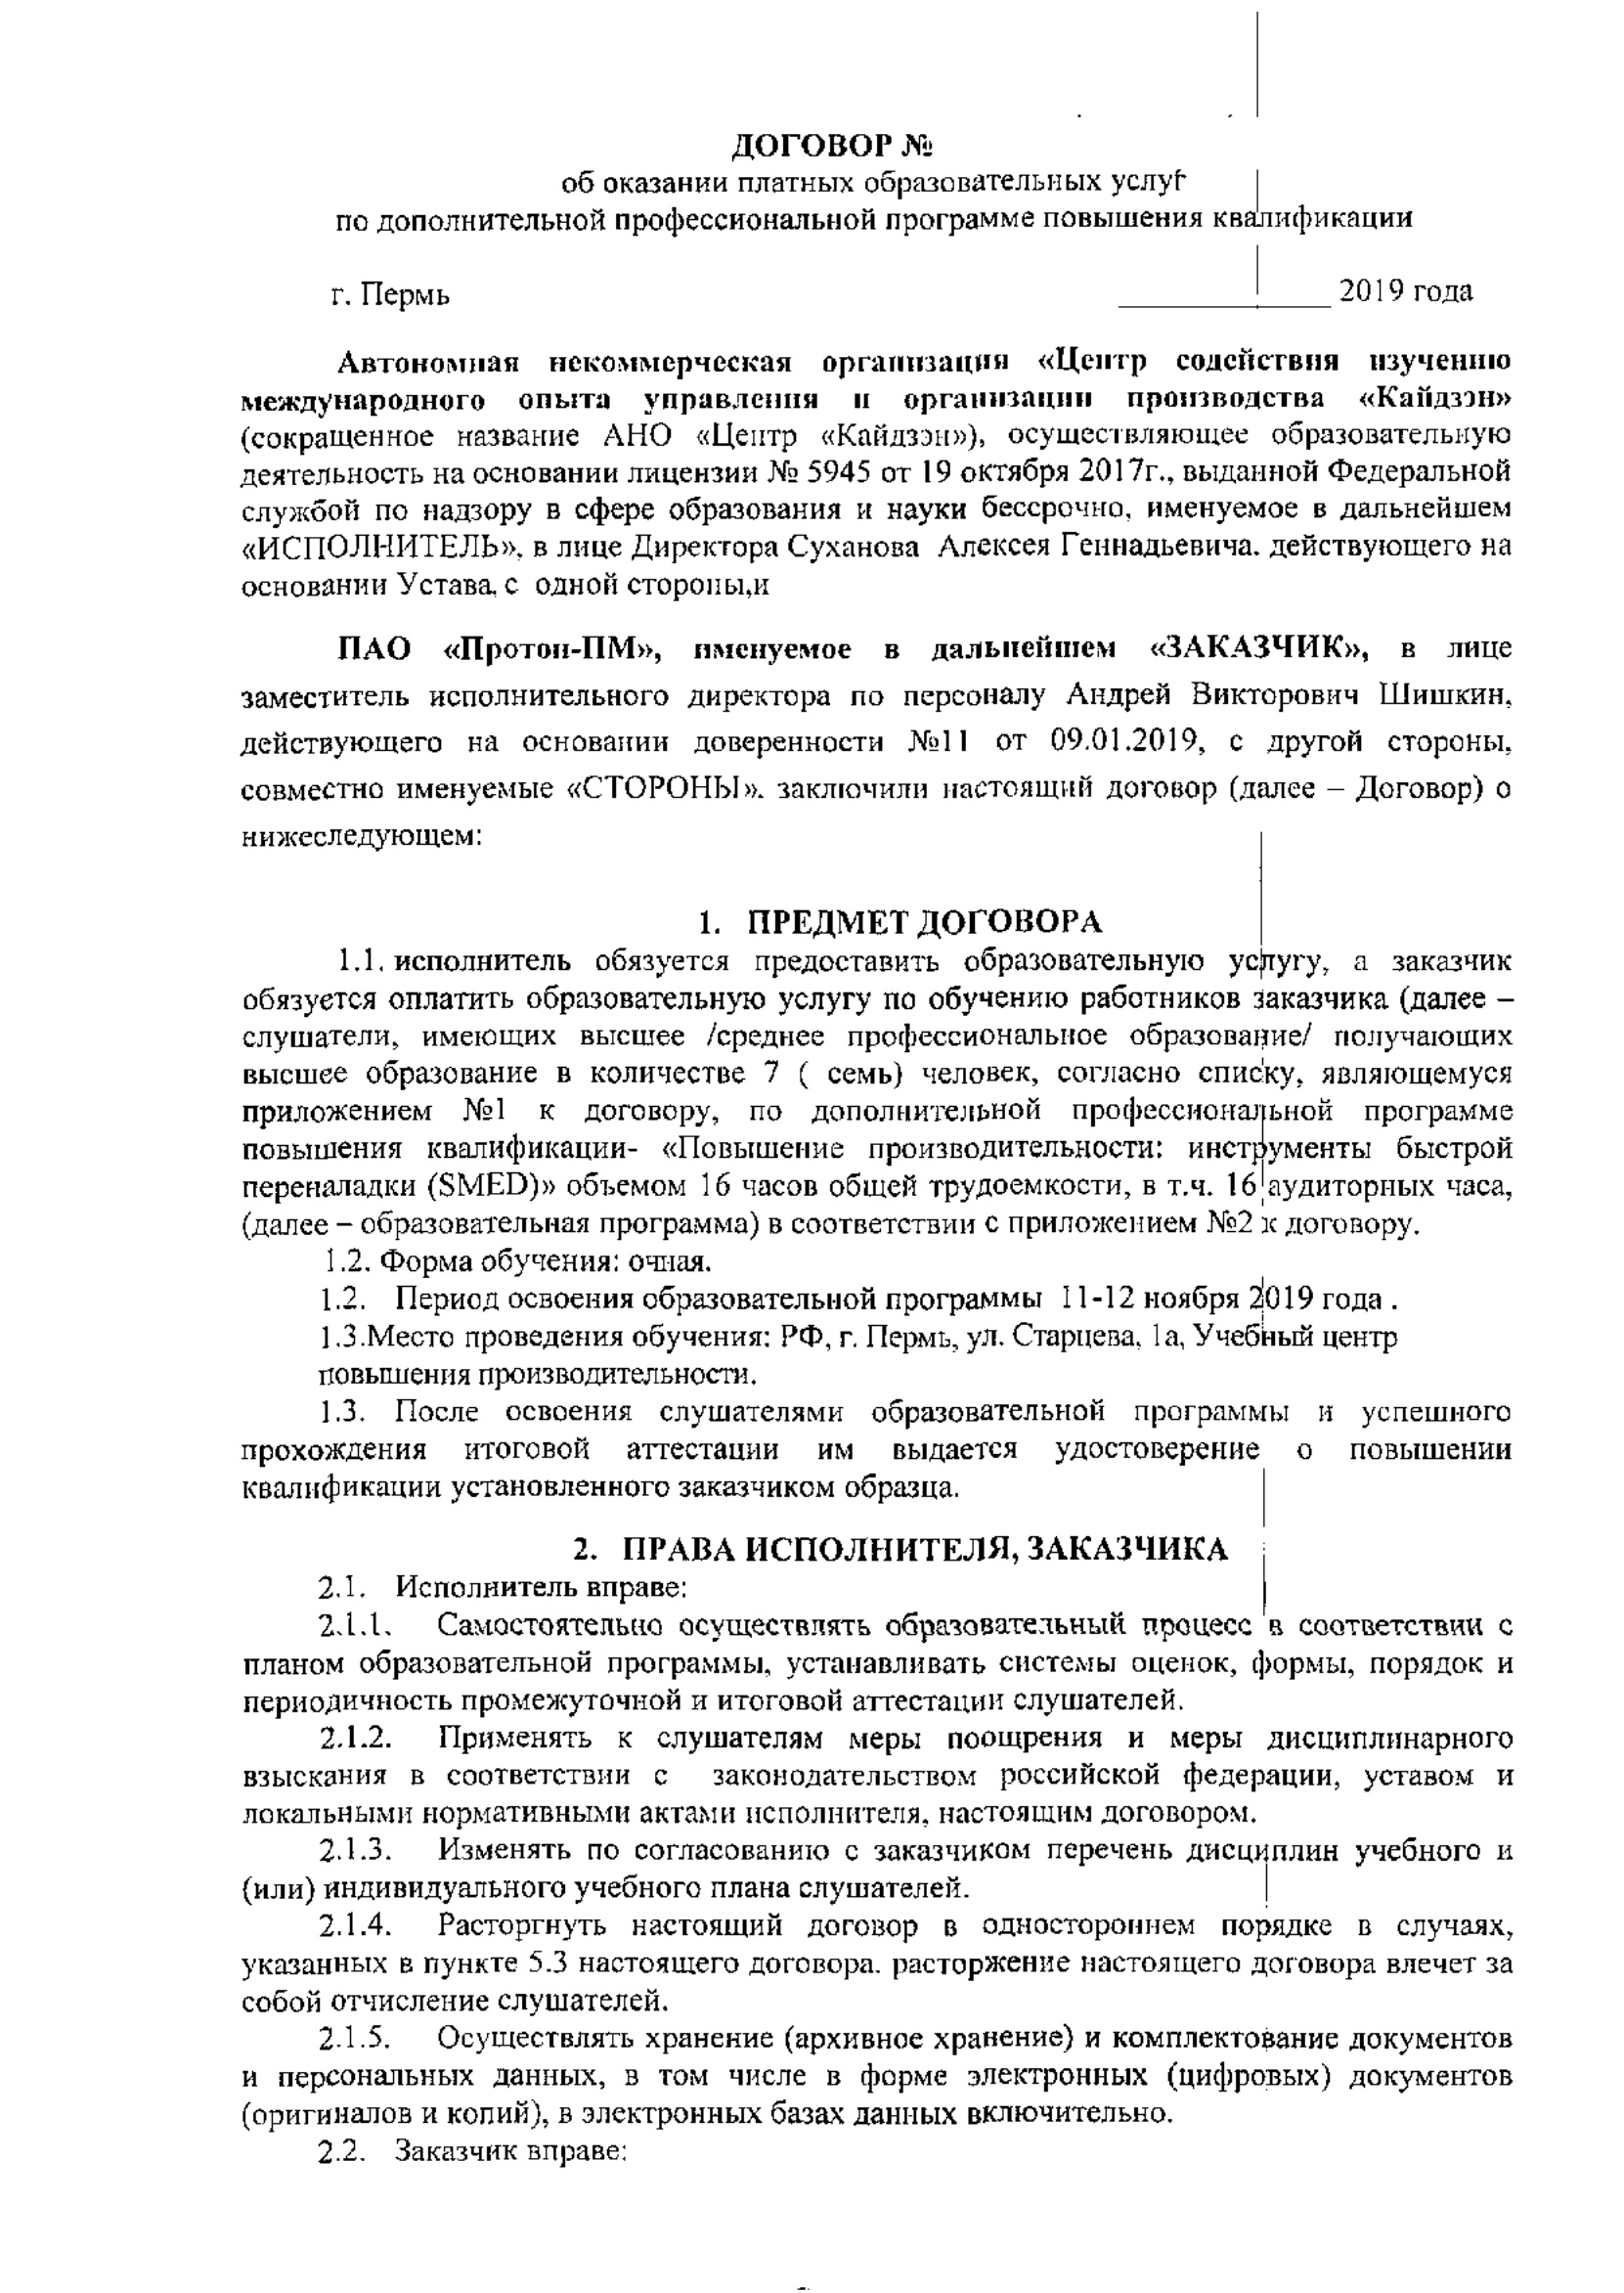 ДОГОВОР №
об оказании платных образовательных услуг
по дополнительной профессиональной программе повышения квалификации
г. Пермь ______________ 2019 года
Автономная некоммерческая организация «Центр содействия изучению
международного опыта управления и организации производства «Кайдзэн»
(сокращенное название АНО «Центр «Кайдзэн»), осуществляющее образовательную
деятельность на основании лицензии № 5945 от 19 октября 2017г., выданной Федеральной
службой по надзору в сфере образования и науки бессрочно, именуемое в дальнейшем
«ИСПОЛНИТЕЛЬ», в лице Директора Суханова Алексея Геннадьевича. действующего на
основании Устава, с одной стороны,и
ПАО «Протон-ПМ», именуемое в дальнейшем «ЗАКАЗЧИК», в лице
заместитель исполнительного директора по персоналу Андрей Викторович Шишкин,
действующего на основании доверенности №11 от 09.01.2019, с другой стороны,
совместно именуемые «СТОРОНЫ». заключили настоящий договор (далее – Договор) о
нижеследующем:
1. ПРЕДМЕТ ДОГОВОРА
1.1. исполнитель обязуется предоставить образовательную услугу, а заказчик
обязуется оплатить образовательную услугу по обучению работников заказчика (далее –
слушатели, имеющих высшее /среднее профессиональное образование/ получающих
высшее образование в количестве 7 ( семь) человек, согласно списку, являющемуся
приложением №1 к договору, по дополнительной профессиональной программе
повышения квалификации- «Повышение производительности: инструменты быстрой
переналадки (SMED)» объемом 16 часов общей трудоемкости, в т.ч. 16 аудиторных часа,
(далее – образовательная программа) в соответствии с приложением №2 к договору.
1.2. Форма обучения: очная.
1.2. Период освоения образовательной программы 11-12 ноября 2019 года .
1.3.Место проведения обучения: РФ, г. Пермь, ул. Старцева, 1а, Учебный центр
повышения производительности.
1.3. После освоения слушателями образовательной программы и успешного
прохождения итоговой аттестации им выдается удостоверение о повышении
квалификации установленного заказчиком образца.
2. ПРАВА ИСПОЛНИТЕЛЯ, ЗАКАЗЧИКА
2.1. Исполнитель вправе:
2.1.1. Самостоятельно осуществлять образовательный процесс в соответствии с
планом образовательной программы, устанавливать системы оценок, формы, порядок и
периодичность промежуточной и итоговой аттестации слушателей.
2.1.2. Применять к слушателям меры поощрения и меры дисциплинарного
взыскания в соответствии с законодательством российской федерации, уставом и
локальными нормативными актами исполнителя, настоящим договором.
2.1.3. Изменять по согласованию с заказчиком перечень дисциплин учебного и
(или) индивидуального учебного плана слушателей.
2.1.4. Расторгнуть настоящий договор в одностороннем порядке в случаях,
указанных в пункте 5.3 настоящего договора. расторжение настоящего договора влечет за
собой отчисление слушателей.
2.1.5. Осуществлять хранение (архивное хранение) и комплектование документов
и персональных данных, в том числе в форме электронных (цифровых) документов
(оригиналов и копий), в электронных базах данных включительно.
2.2. Заказчик вправе: